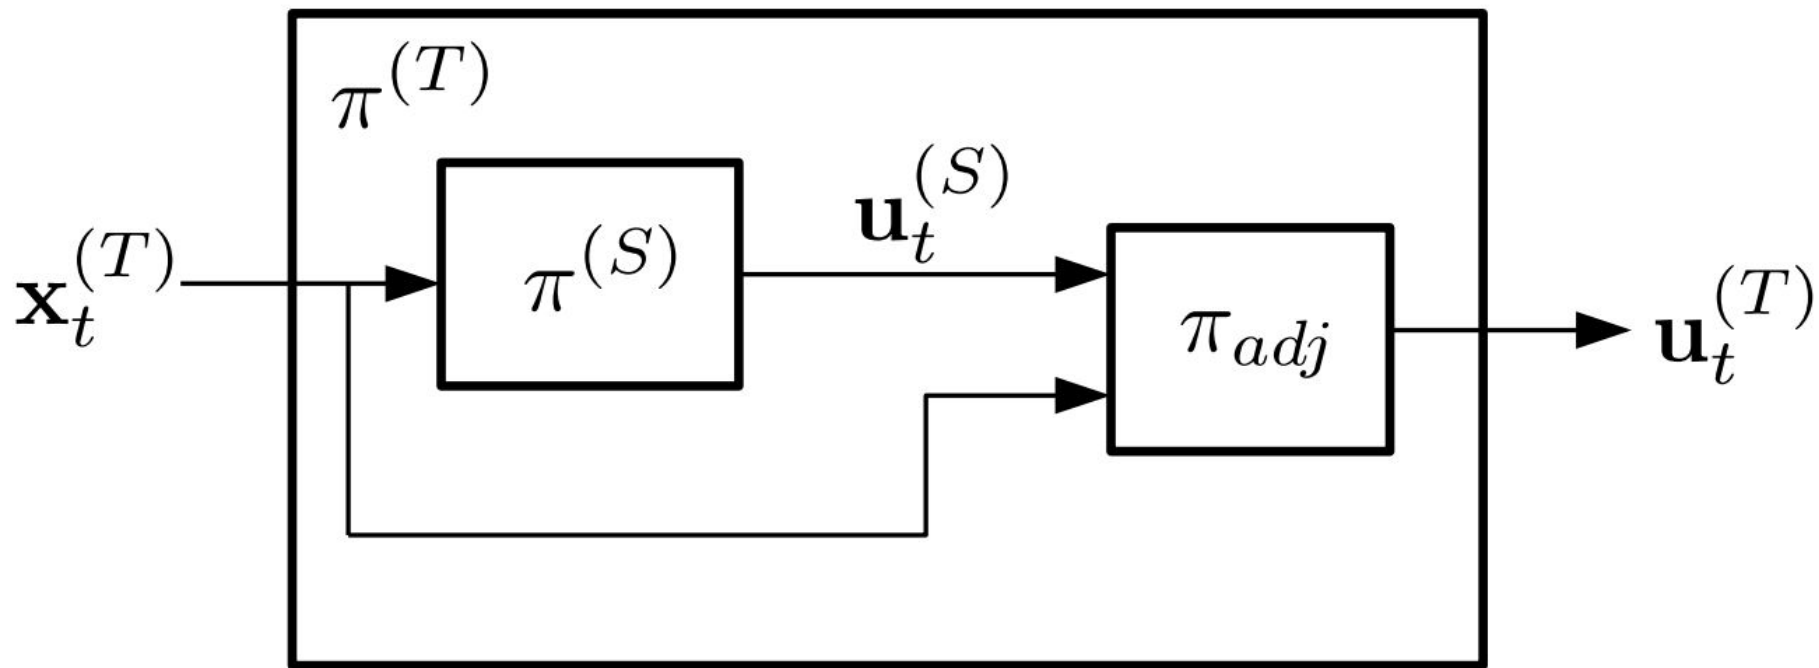 π^(T)
π^(S)
u_t^(S)
x_t^(T)
π_adj
u_t^(T)